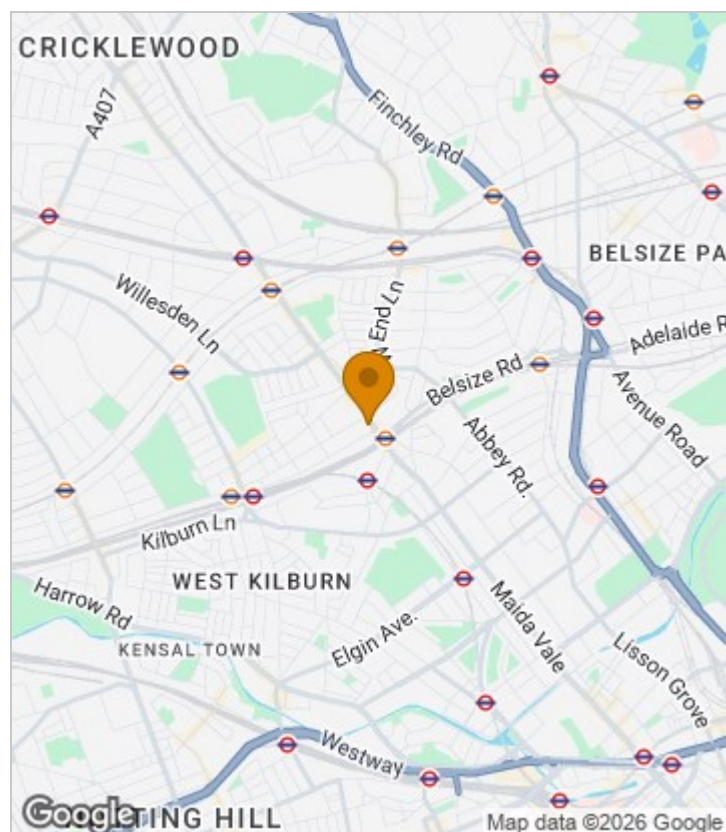 CRICKLEWOOD
A407
Finchley Rd
BELSIZE PA
Willesden Ln
End Ln
Adelaide R
Belsize Rd
Avenue Road
Abbey Rd.
Kilburn Ln
WEST KILBURN
Harrow Rd
Maida Vale
Elgin Ave.
KENSAL TOWN
Lisson Grove
Westway
Google
TING HILL
Map data ©2026 Google